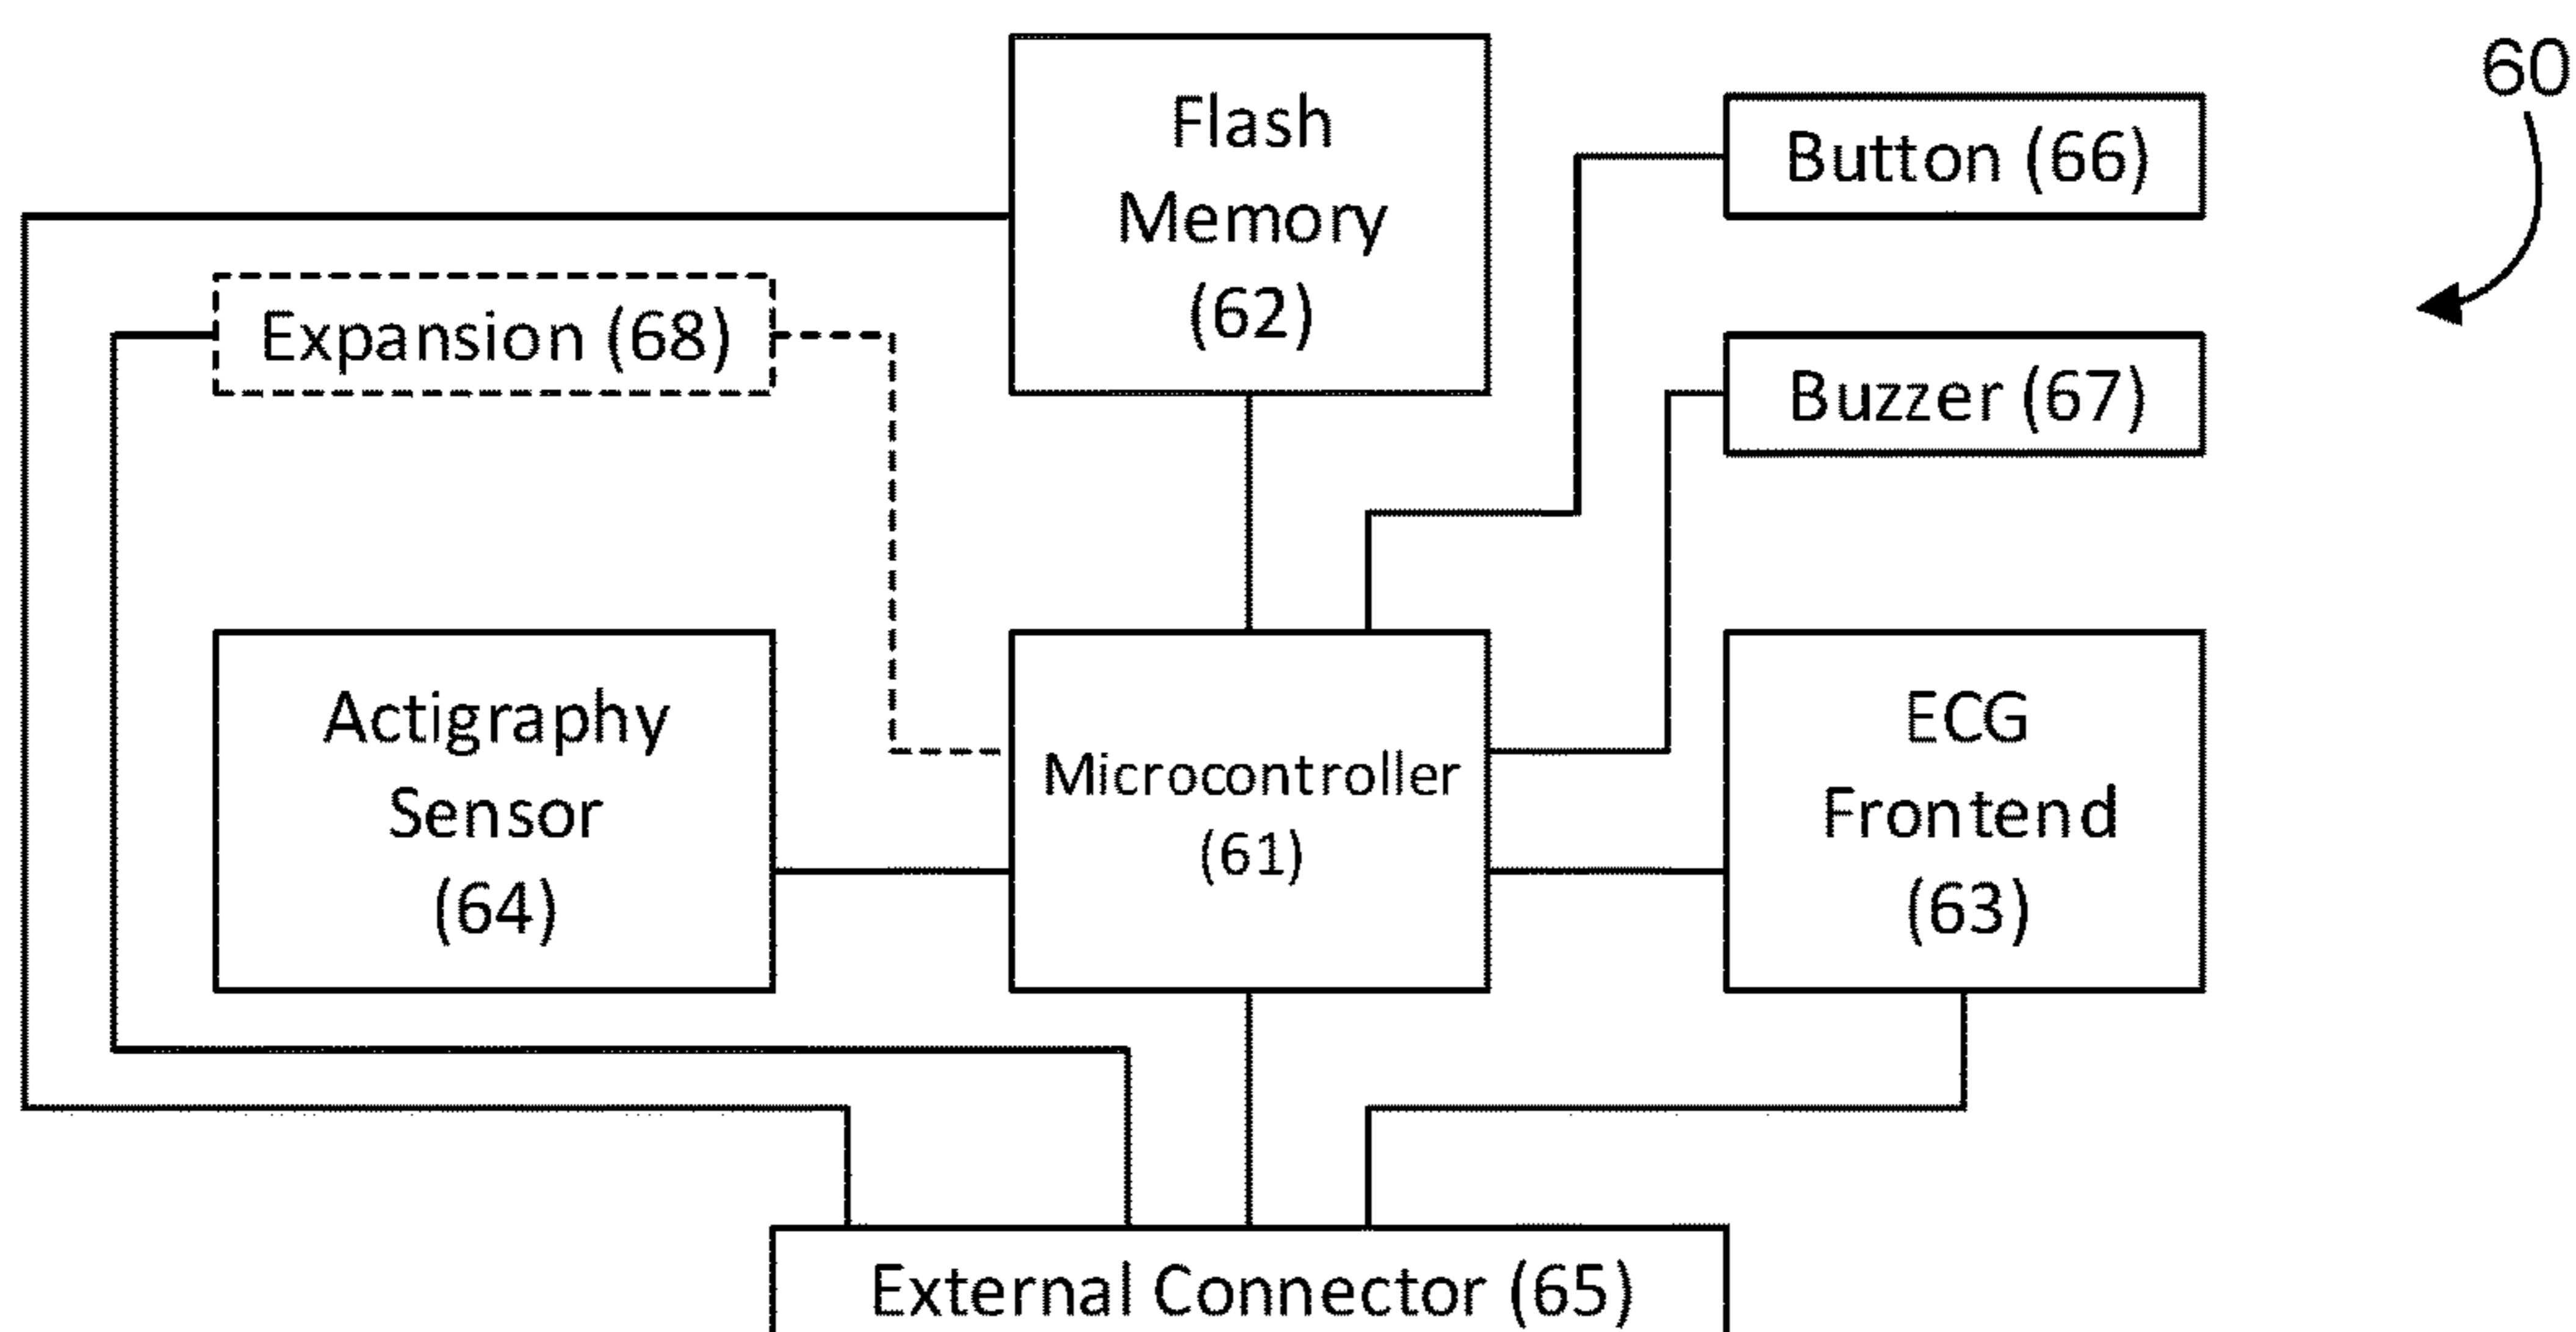 60
Flash
Memory
(62)
Button (66)
Expansion (68)
Buzzer (67)
Actigraphy
Sensor
(64)
Microcontroller
(61)
ECG
Frontend
(63)
External Connector (65)